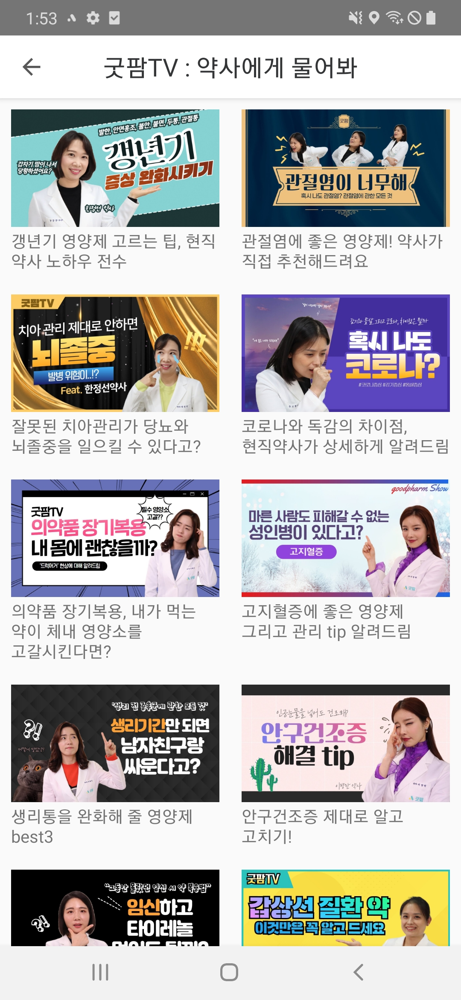 1:53
굿팜TV : 약사에게 물어봐
발한, 안면홍조, 불안, 불면, 두통, 관절통
갱년기
증상 완화시키기
갑자기 땀이 나서
당황하셨어요?
한정선 약사
갱년기 영양제 고르는 팁, 현직
약사 노하우 전수
굿팜
관절염이 너무해
혹시 나도 관절염? 관절염에 관한 모든 것
관절염에 좋은 영양제! 약사가
직접 추천해드려요
굿팜TV
치아 관리 제대로 안하면
뇌졸중
발병 위험이..!?
Feat. 한정선약사
!!!
잘못된 치아관리가 당뇨와
뇌졸중을 일으킬 수 있다고?
"내 몸은 내가 지킨다!"
감기와 몸살 그리고 코로나, 차이점은 뭘까
혹시 나도
코로나?
#코로나증상 #감기증상 #몸살증상
코로나와 독감의 차이점,
현직약사가 상세하게 알려드림
굿팜TV
필수 영양소
고갈??
의약품 장기복용
내 몸에 괜찮을까?
'드럭머거' 현상에 대해 알려드림
굿팜
의약품 장기복용, 내가 먹는
약이 체내 영양소를
고갈시킨다면?
goodpharm Show
마른 사람도 피해갈 수 없는
성인병이 있다고?
고지혈증
굿팜
고지혈증에 좋은 영양제
그리고 관리 tip 알려드림
'생리 전 증후군에 관한 모든 것'
생리기간만 되면
남자친구랑
싸운다고?
?!
어떻게 알았냥!
굿팜
생리통을 완화해 줄 영양제
best3
인공눈물을 넣어도 건조해?
안구건조증
해결 tip
이향란 약사
굿팜
안구건조증 제대로 알고
고치기!
"그동안 몰랐던 임신 시 약 복용법"
임신하고
타이레놀
먹어도 될까?
?!
굿팜TV
갑상선 질환 약
이것만은 꼭 알고 드세요